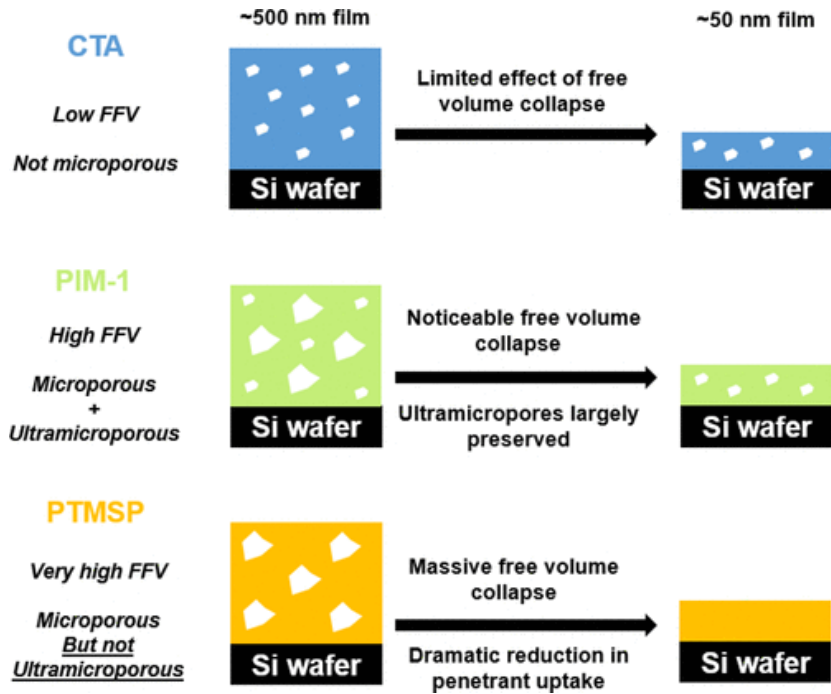 ~500 nm film
~50 nm film
CTA
Low FFV
Not microporous
Limited effect of free
volume collapse
Si wafer
Si wafer
PIM-1
High FFV
Microporous
+
Ultramicroporous
Noticeable free volume
collapse
Ultramicropores largely
preserved
Si wafer
Si wafer
PTMSP
Very high FFV
Microporous
But not
Ultramicroporous
Massive free volume
collapse
Dramatic reduction in
penetrant uptake
Si wafer
Si wafer